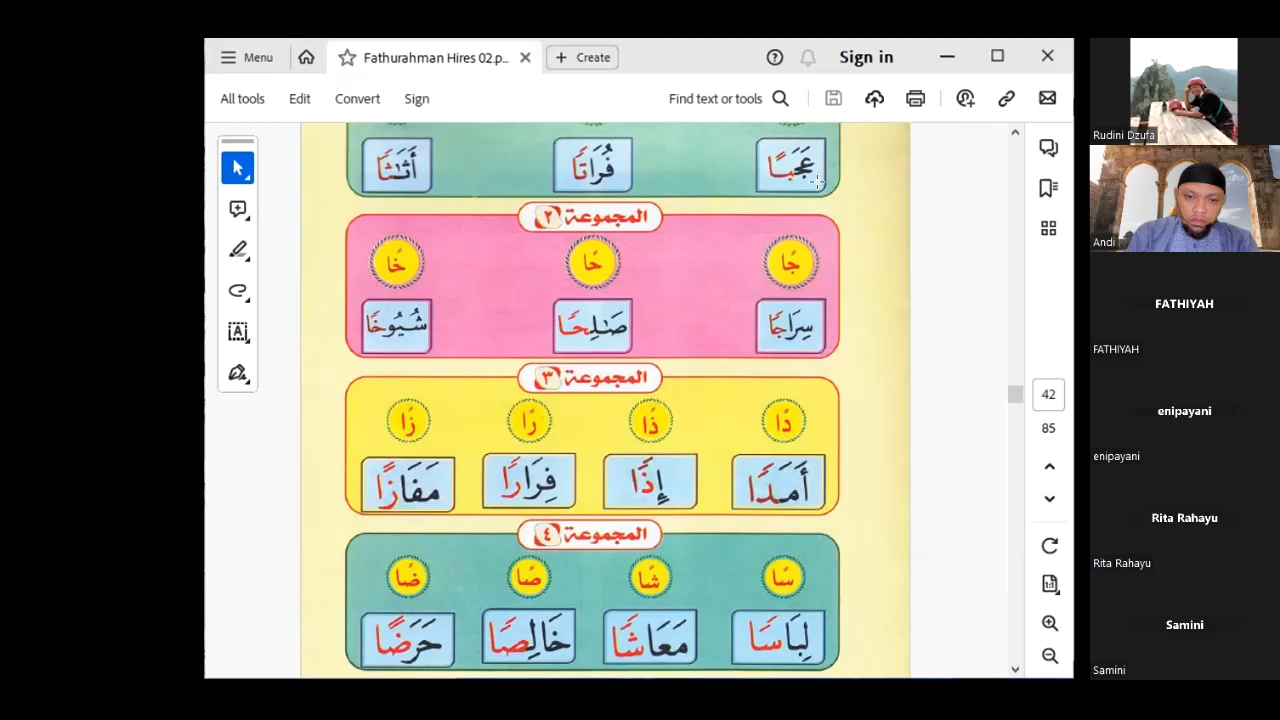 Menu
Fathurahman Hires 02.p...
Create
Sign in
All tools
Edit
Convert
Sign
Find text or tools
عَجَبًا
فُرَاتًا
أَثَٰثًا
المجموعة ٢
جًا
حًا
خًا
سِرَاجًا
صَٰلِحًا
شُيُوخًا
المجموعة ٣
دًا
ذًا
رًا
زًا
أَمَدًا
إِذًا
فِرَارًا
مَفَازًا
المجموعة ٤
سًا
شًا
صًا
ضًا
لِبَاسًا
مَعَاشًا
خَالِصًا
حَرَضًا
42
85
1:1
Rudini Dzufa
Andi
FATHIYAH
FATHIYAH
enipayani
enipayani
Rita Rahayu
Rita Rahayu
Samini
Samini